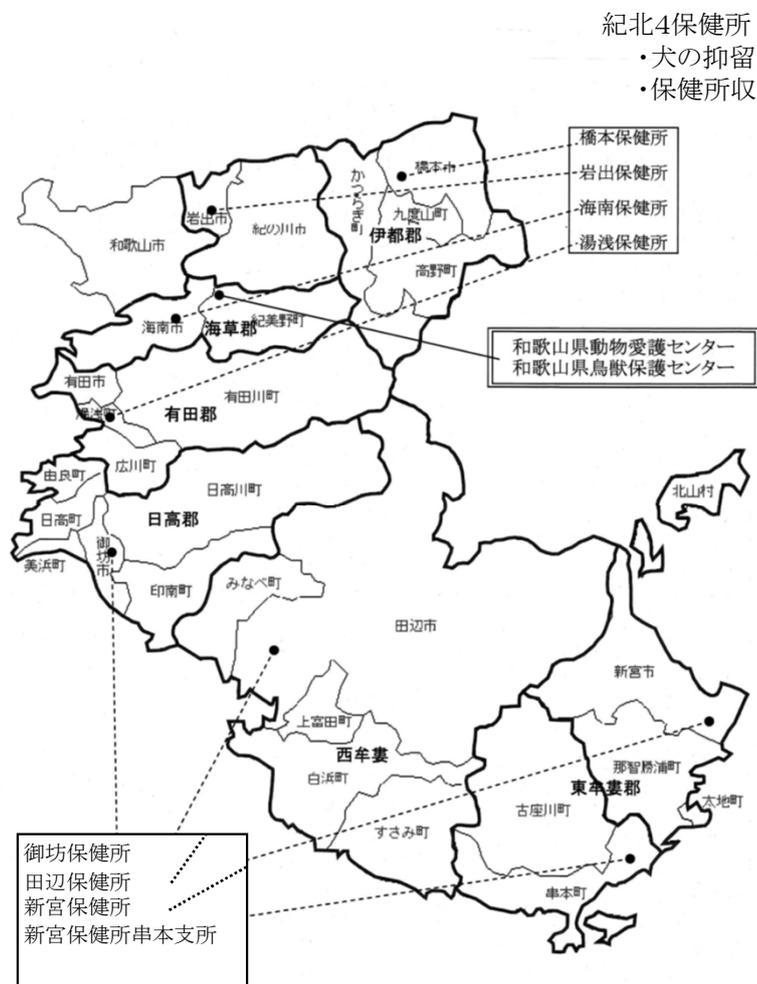 紀北4保健所
・犬の抑留
・保健所収
橋本保健所
岩出保健所
海南保健所
湯浅保健所
橋本市
かつらぎ町
九度山町
伊都郡
高野町
岩出市
紀の川市
和歌山市
海南市
海草郡
紀美野町
和歌山県動物愛護センター
和歌山県鳥獣保護センター
有田市
有田川町
湯浅町
有田郡
広川町
由良町
日高川町
北山村
日高町
日高郡
御坊市
美浜町
印南町
みなべ町
田辺市
新宮市
上富田町
西牟婁
白浜町
那智勝浦町
東牟婁郡
太地町
古座川町
すさみ町
串本町
御坊保健所
田辺保健所
新宮保健所
新宮保健所串本支所